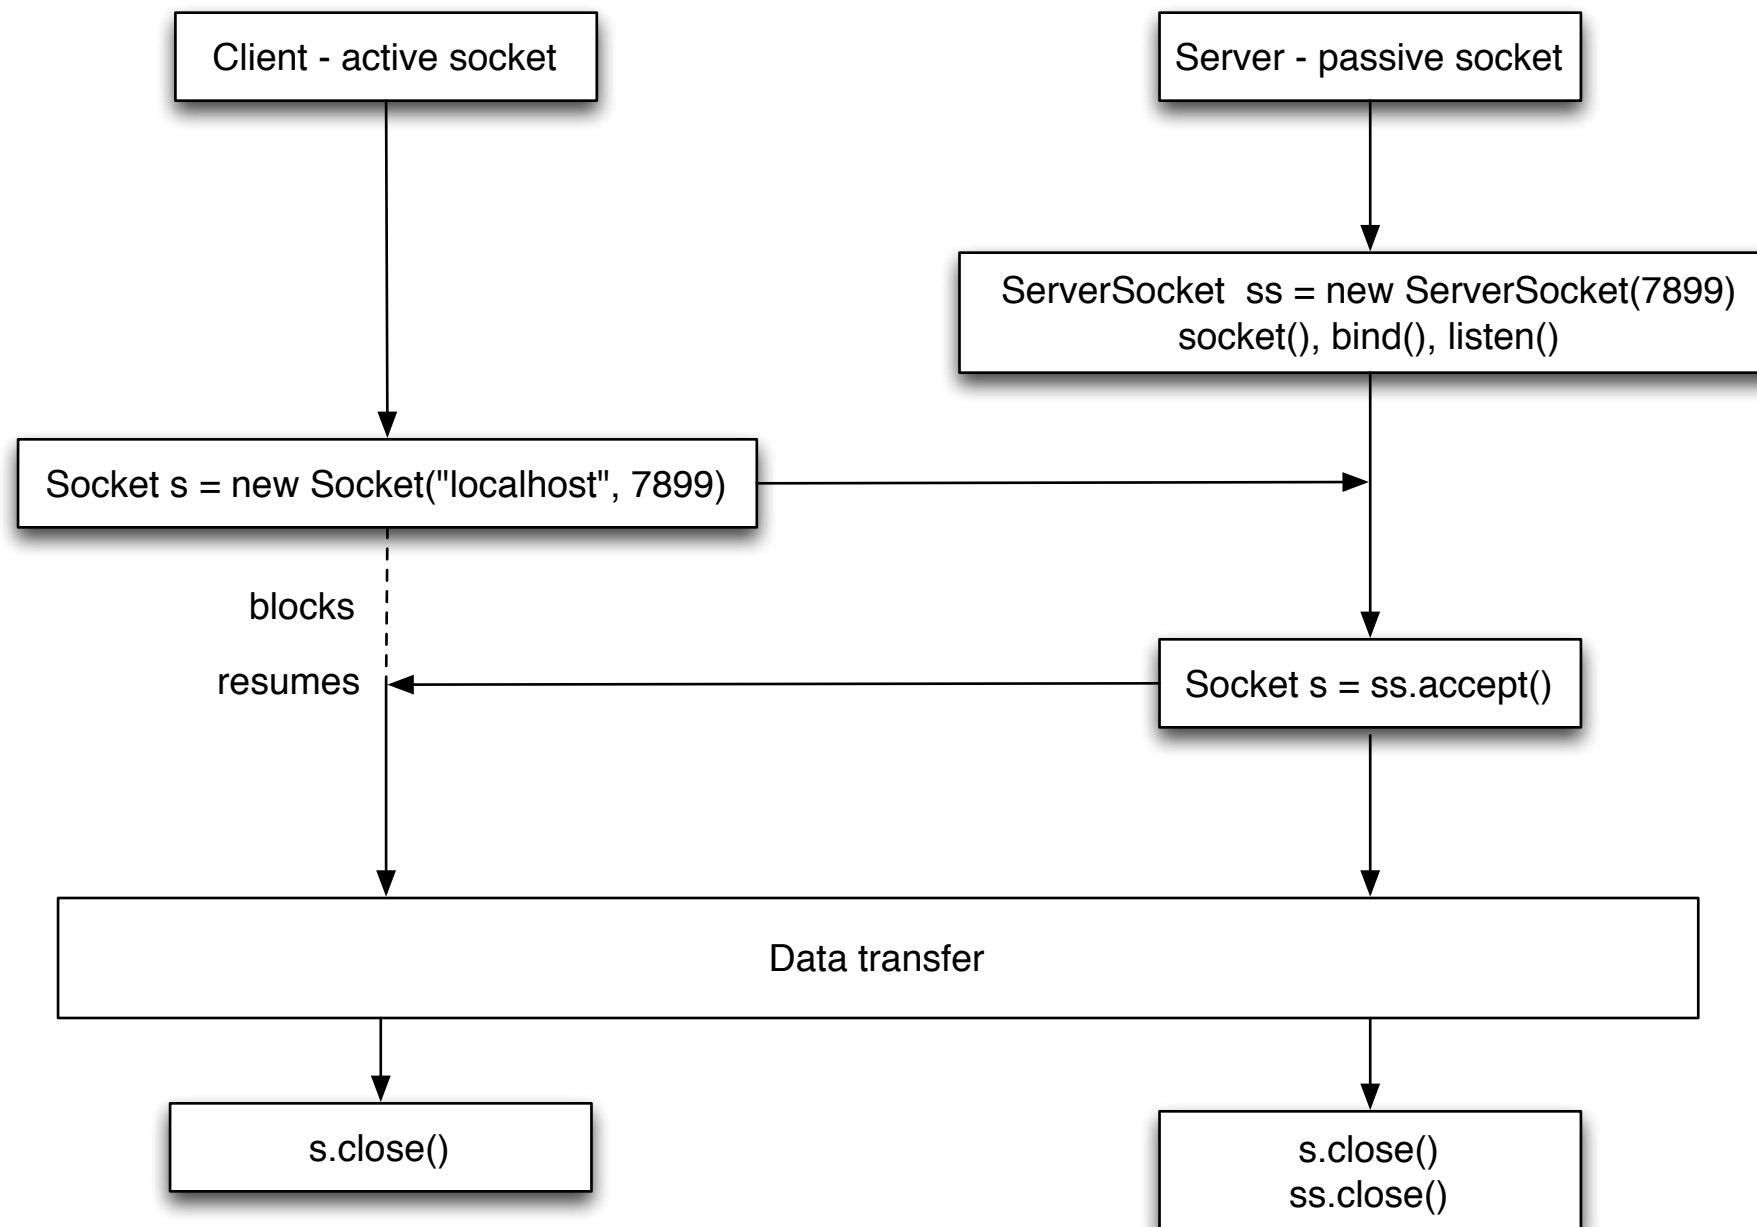 Client - active socket
Server - passive socket
ServerSocket  ss = new ServerSocket(7899)
socket(), bind(), listen()
Socket s = new Socket("localhost", 7899)
blocks
resumes
Socket s = ss.accept()
Data transfer
s.close()
s.close()
ss.close()